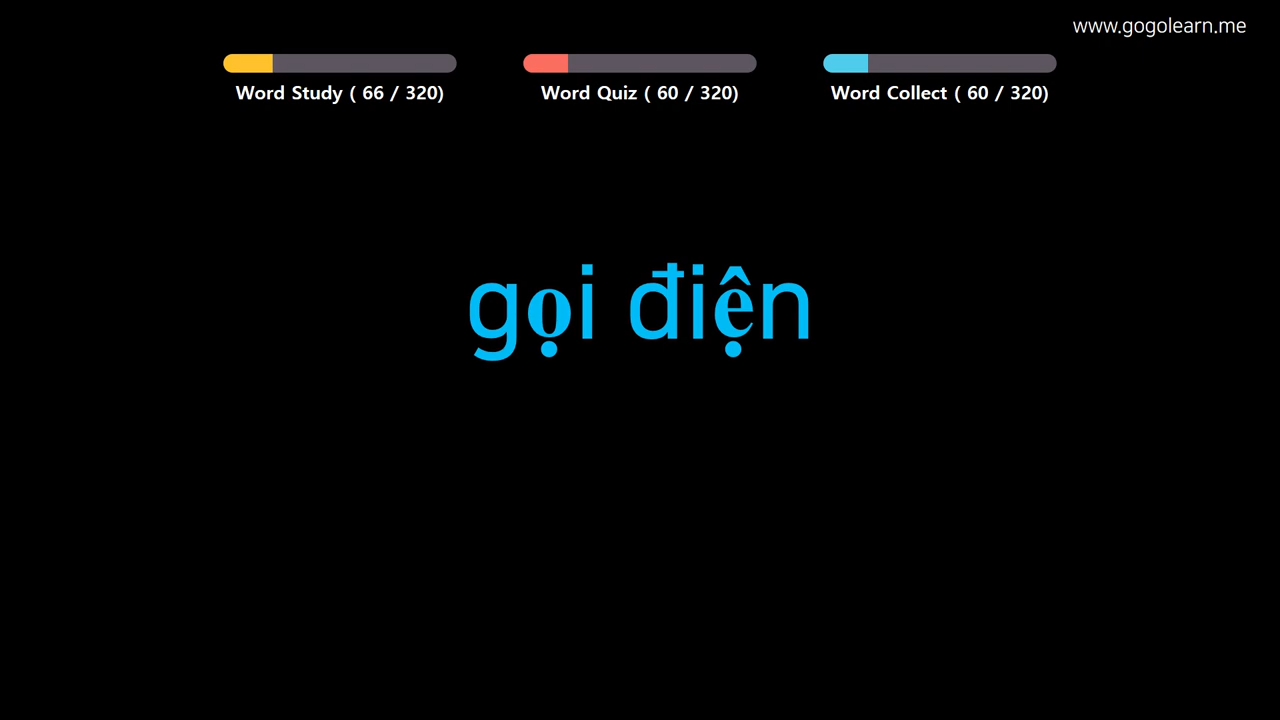 www.gogolearn.me
Word Study ( 66 / 320)
Word Quiz ( 60 / 320)
Word Collect ( 60 / 320)
gọi điện